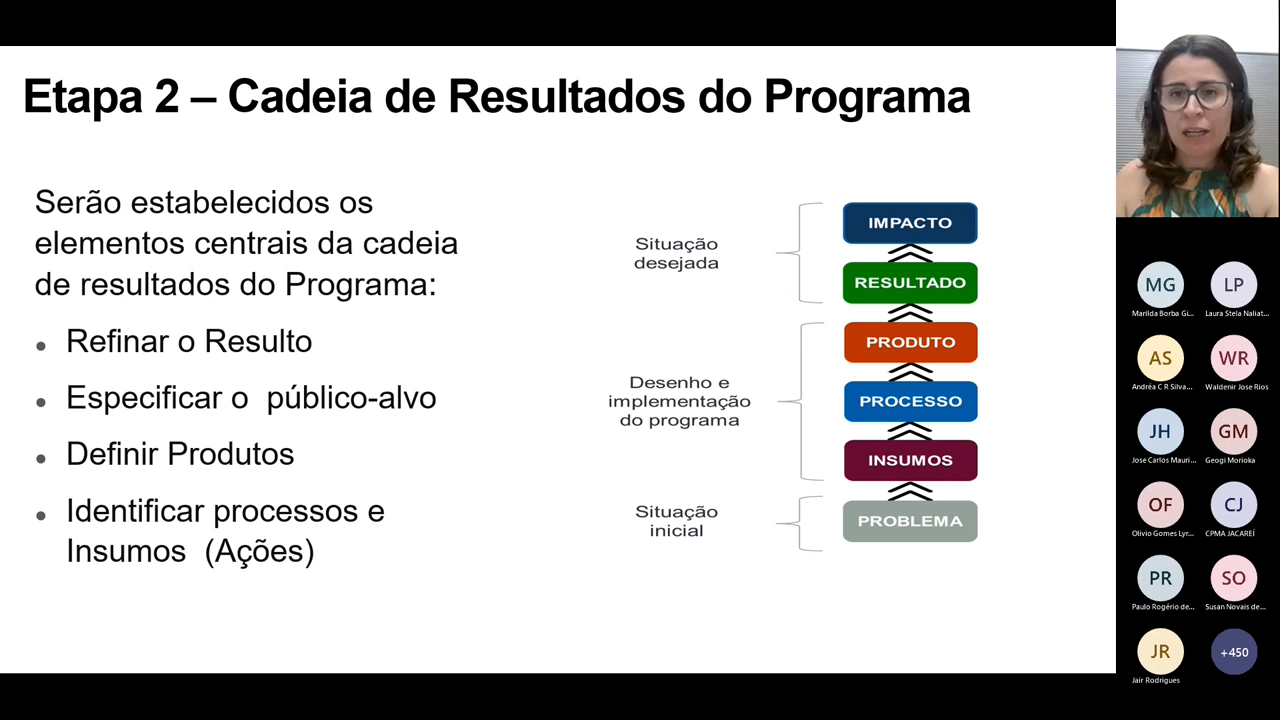 Etapa 2 – Cadeia de Resultados do Programa
Serão estabelecidos os
elementos centrais da cadeia
de resultados do Programa:
• Refinar o Resulto
• Especificar o  público-alvo
• Definir Produtos
• Identificar processos e
Insumos  (Ações)
Situação
desejada
Desenho e
implementação
do programa
Situação
inicial
IMPACTO
RESULTADO
PRODUTO
PROCESSO
INSUMOS
PROBLEMA
MG
Marilda Borba Gi...
LP
Laura Stela Naliat...
AS
Andréa C R Silva...
WR
Waldenir Jose Rios
JH
Jose Carlos Mauri...
GM
Geogi Morioka
OF
Olivio Gomes Lyr...
CJ
CPMA JACAREÍ
PR
Paulo Rogério de...
SO
Susan Novais de...
JR
Jair Rodrigues
+450